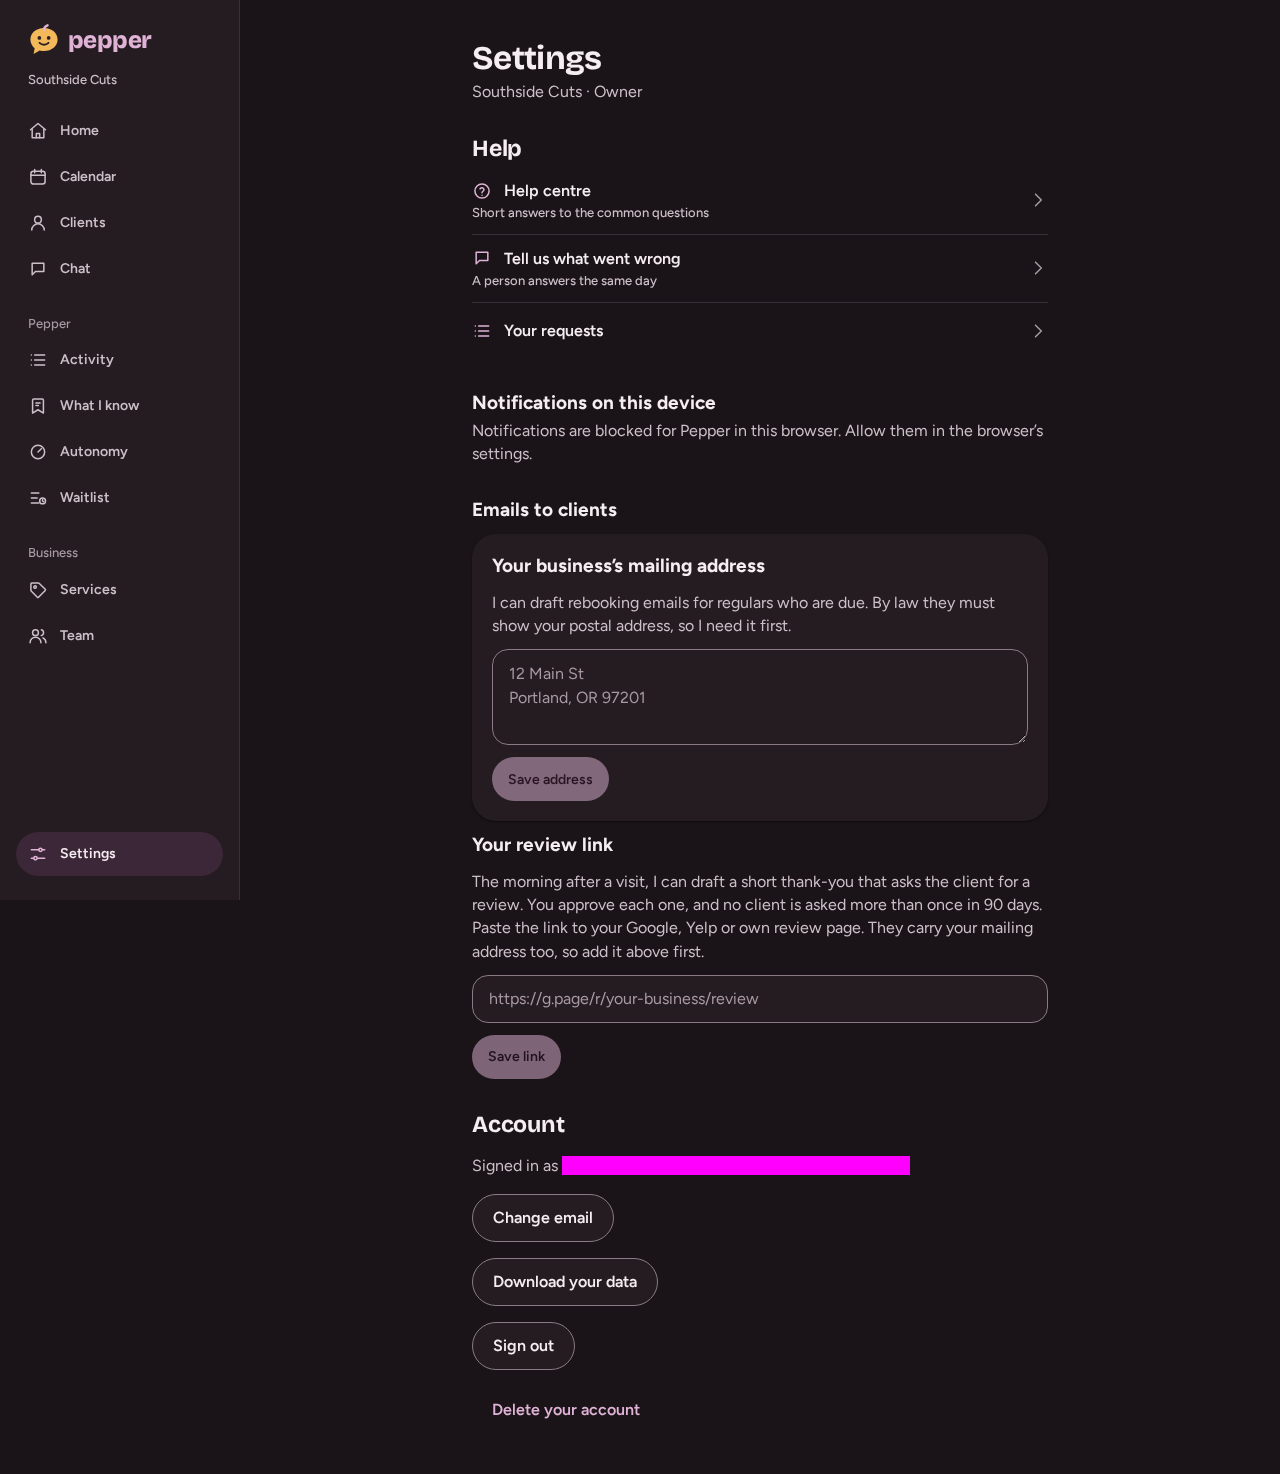 pepper
Southside Cuts
Home
Calendar
Clients
Chat
Pepper
Activity
What I know
Autonomy
Waitlist
Business
Services
Team
Settings
Settings
Southside Cuts · Owner
Help
Help centre
Short answers to the common questions
Tell us what went wrong
A person answers the same day
Your requests
Notifications on this device
Notifications are blocked for Pepper in this browser. Allow them in the browser’s
settings.
Emails to clients
Your business’s mailing address
I can draft rebooking emails for regulars who are due. By law they must
show your postal address, so I need it first.
12 Main St
Portland, OR 97201
Save address
Your review link
The morning after a visit, I can draft a short thank-you that asks the client for a
review. You approve each one, and no client is asked more than once in 90 days.
Paste the link to your Google, Yelp or own review page. They carry your mailing
address too, so add it above first.
https://g.page/r/your-business/review
Save link
Account
Signed in as
Change email
Download your data
Sign out
Delete your account